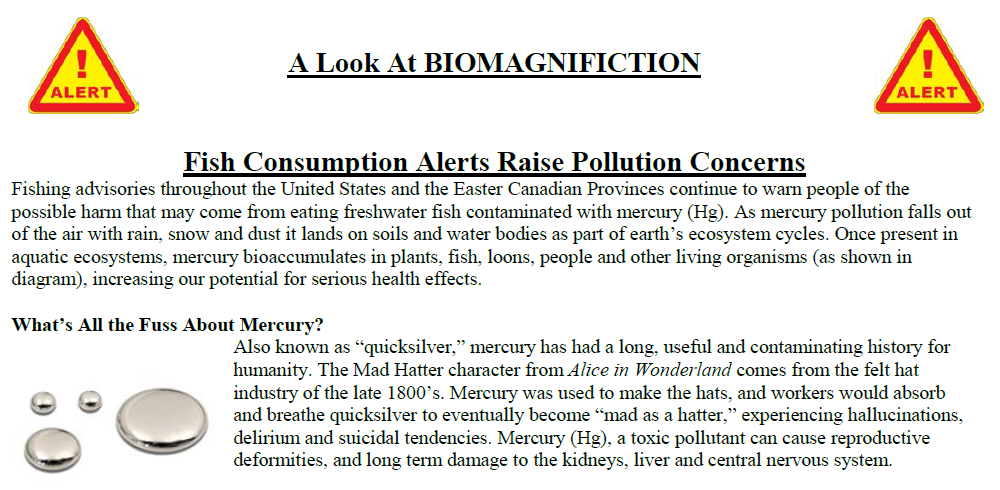 A Look At BIOMAGNIFICTION
ALERT
ALERT
Fish Consumption Alerts Raise Pollution Concerns
Fishing advisories throughout the United States and the Easter Canadian Provinces continue to warn people of the
possible harm that may come from eating freshwater fish contaminated with mercury (Hg). As mercury pollution falls out
of the air with rain, snow and dust it lands on soils and water bodies as part of earth’s ecosystem cycles. Once present in
aquatic ecosystems, mercury bioaccumulates in plants, fish, loons, people and other living organisms (as shown in
diagram), increasing our potential for serious health effects.
What’s All the Fuss About Mercury?
Also known as “quicksilver,” mercury has had a long, useful and contaminating history for
humanity. The Mad Hatter character from Alice in Wonderland comes from the felt hat
industry of the late 1800’s. Mercury was used to make the hats, and workers would absorb
and breathe quicksilver to eventually become “mad as a hatter,” experiencing hallucinations,
delirium and suicidal tendencies. Mercury (Hg), a toxic pollutant can cause reproductive
deformities, and long term damage to the kidneys, liver and central nervous system.